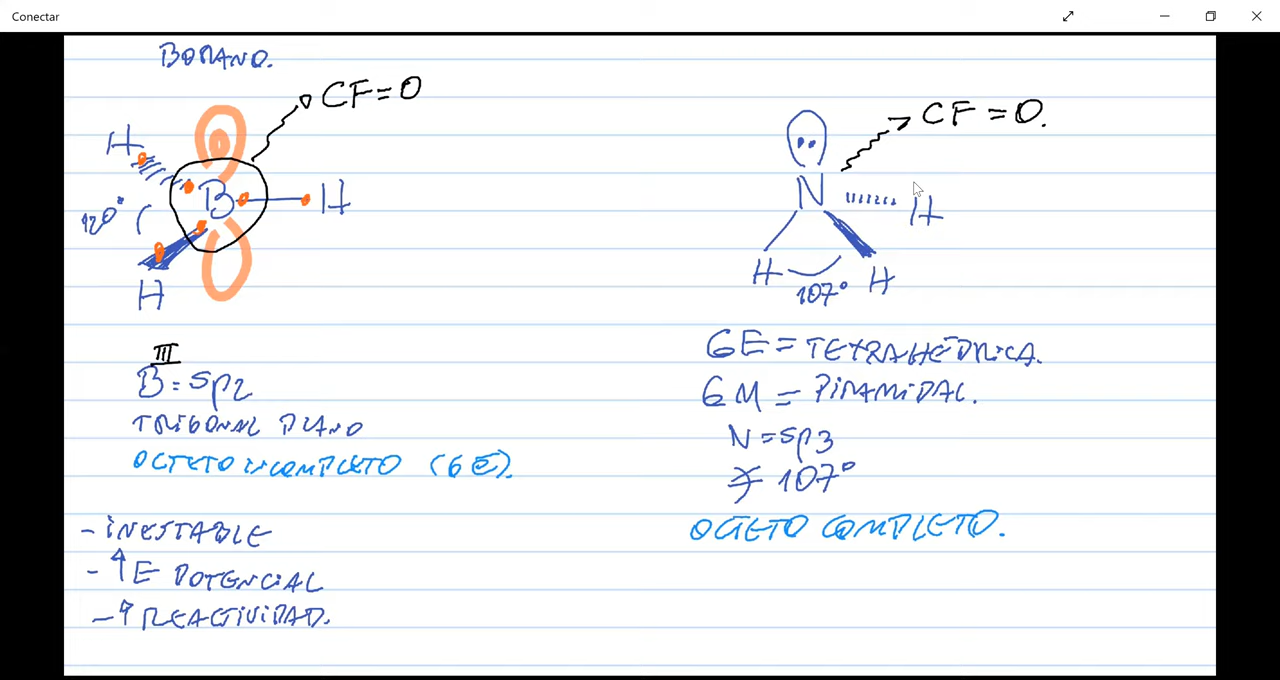 Conectar
BORANO.
CF = 0
H
B
H
120°
H
III
B = sp2
TRIGONAL PLANO
OCTETO INCOMPLETO (6 E).
- INESTABLE
- ↑ E POTENCIAL
- ↑ REACTIVIDAD.
CF = 0.
N
H
H
H
107°
GE = TETRAHÉDRICA.
GM = PIRAMIDAL.
N = sp3
∡ 107°
OCTETO COMPLETO.